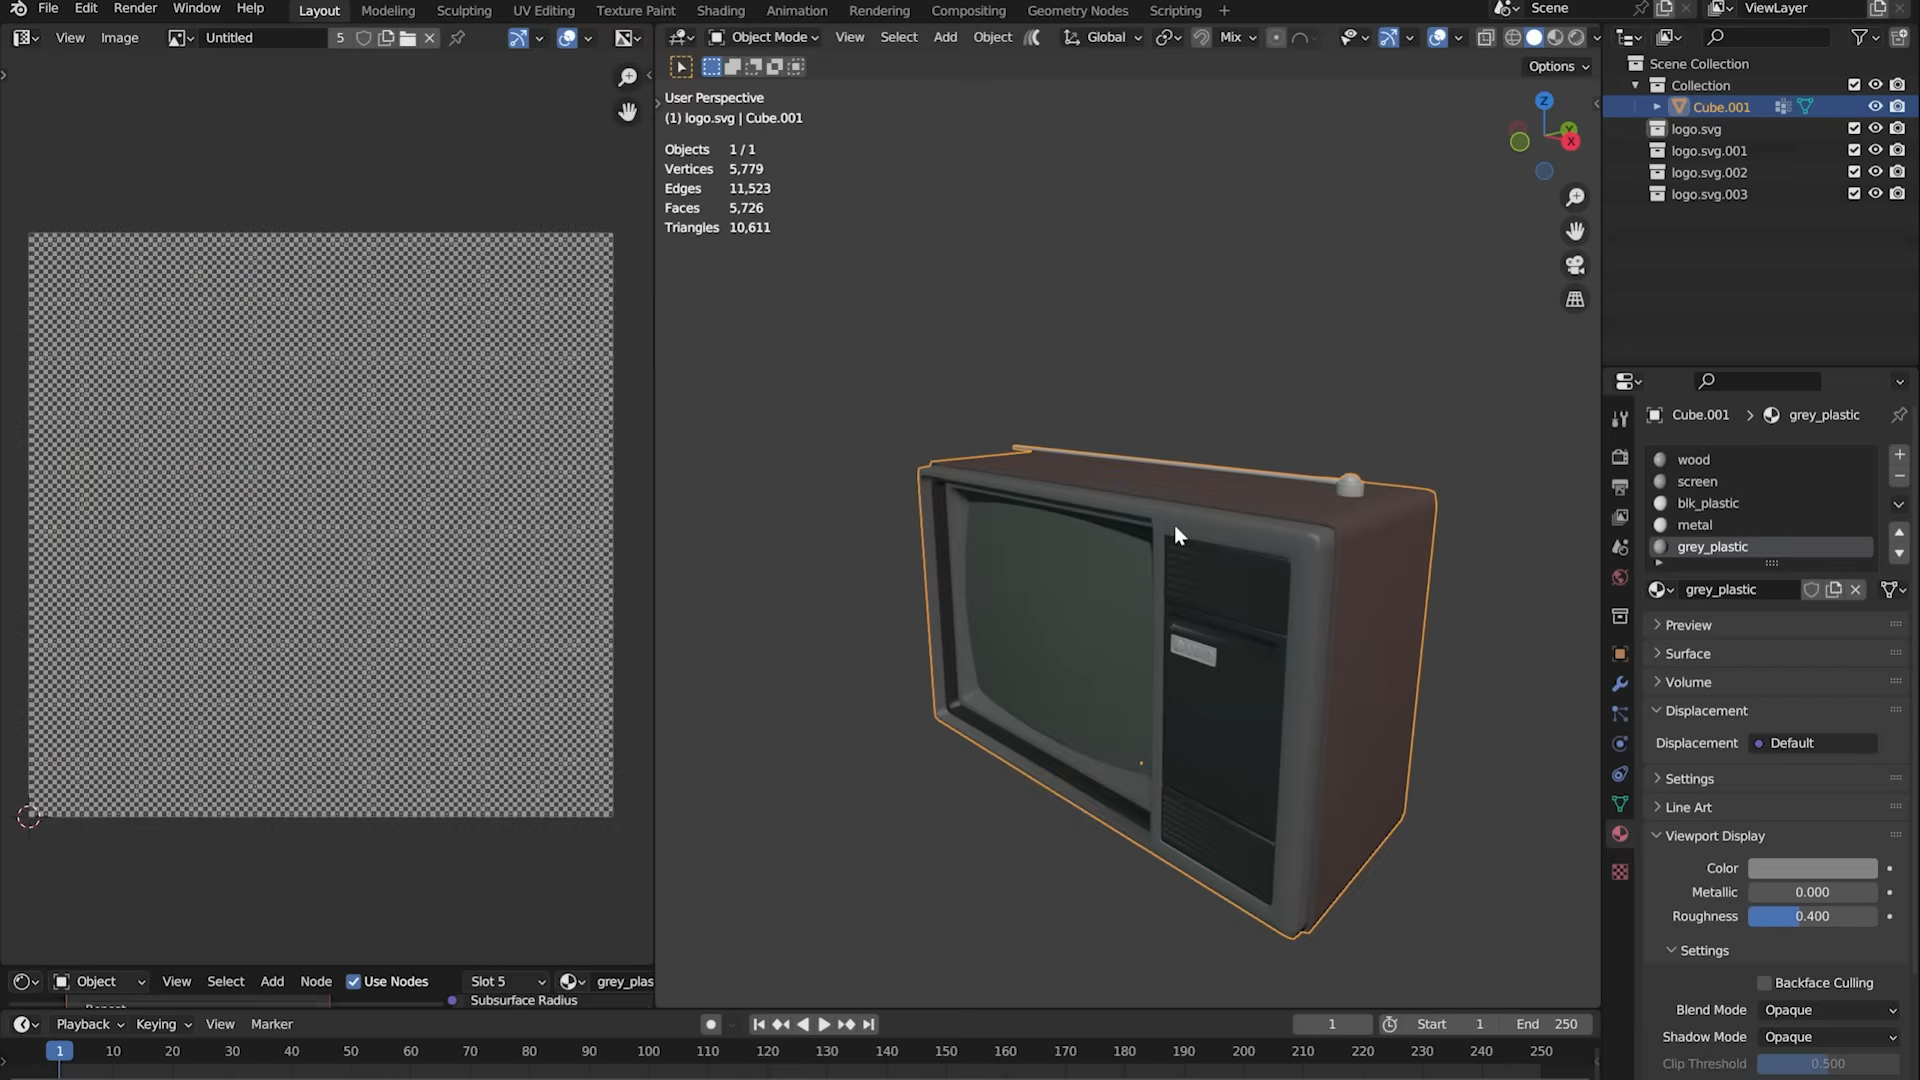 File Edit Render Window Help Layout Modeling Sculpting UV Editing Texture Paint Shading Animation Rendering Compositing Geometry Nodes Scripting + Scene ViewLayer
View Image Untitled 5 Object Mode View Select Add Object Global Mix
Options
User Perspective
(1) logo.svg | Cube.001
Objects 1 / 1
Vertices 5,779
Edges 11,523
Faces 5,726
Triangles 10,611
Z
Y
X
Scene Collection
Collection
Cube.001
logo.svg
logo.svg.001
logo.svg.002
logo.svg.003
Cube.001 > grey_plastic
wood
screen
blk_plastic
metal
grey_plastic
grey_plastic
Preview
Surface
Volume
Displacement
Displacement Default
Settings
Line Art
Viewport Display
Color
Metallic 0.000
Roughness 0.400
Settings
Backface Culling
Blend Mode Opaque
Shadow Mode Opaque
Clip Threshold 0.500
Object View Select Add Node Use Nodes Slot 5 grey_plas
Subsurface Radius
Playback Keying View Marker 1 Start 1 End 250
1 10 20 30 40 50 60 70 80 90 100 110 120 130 140 150 160 170 180 190 200 210 220 230 240 250